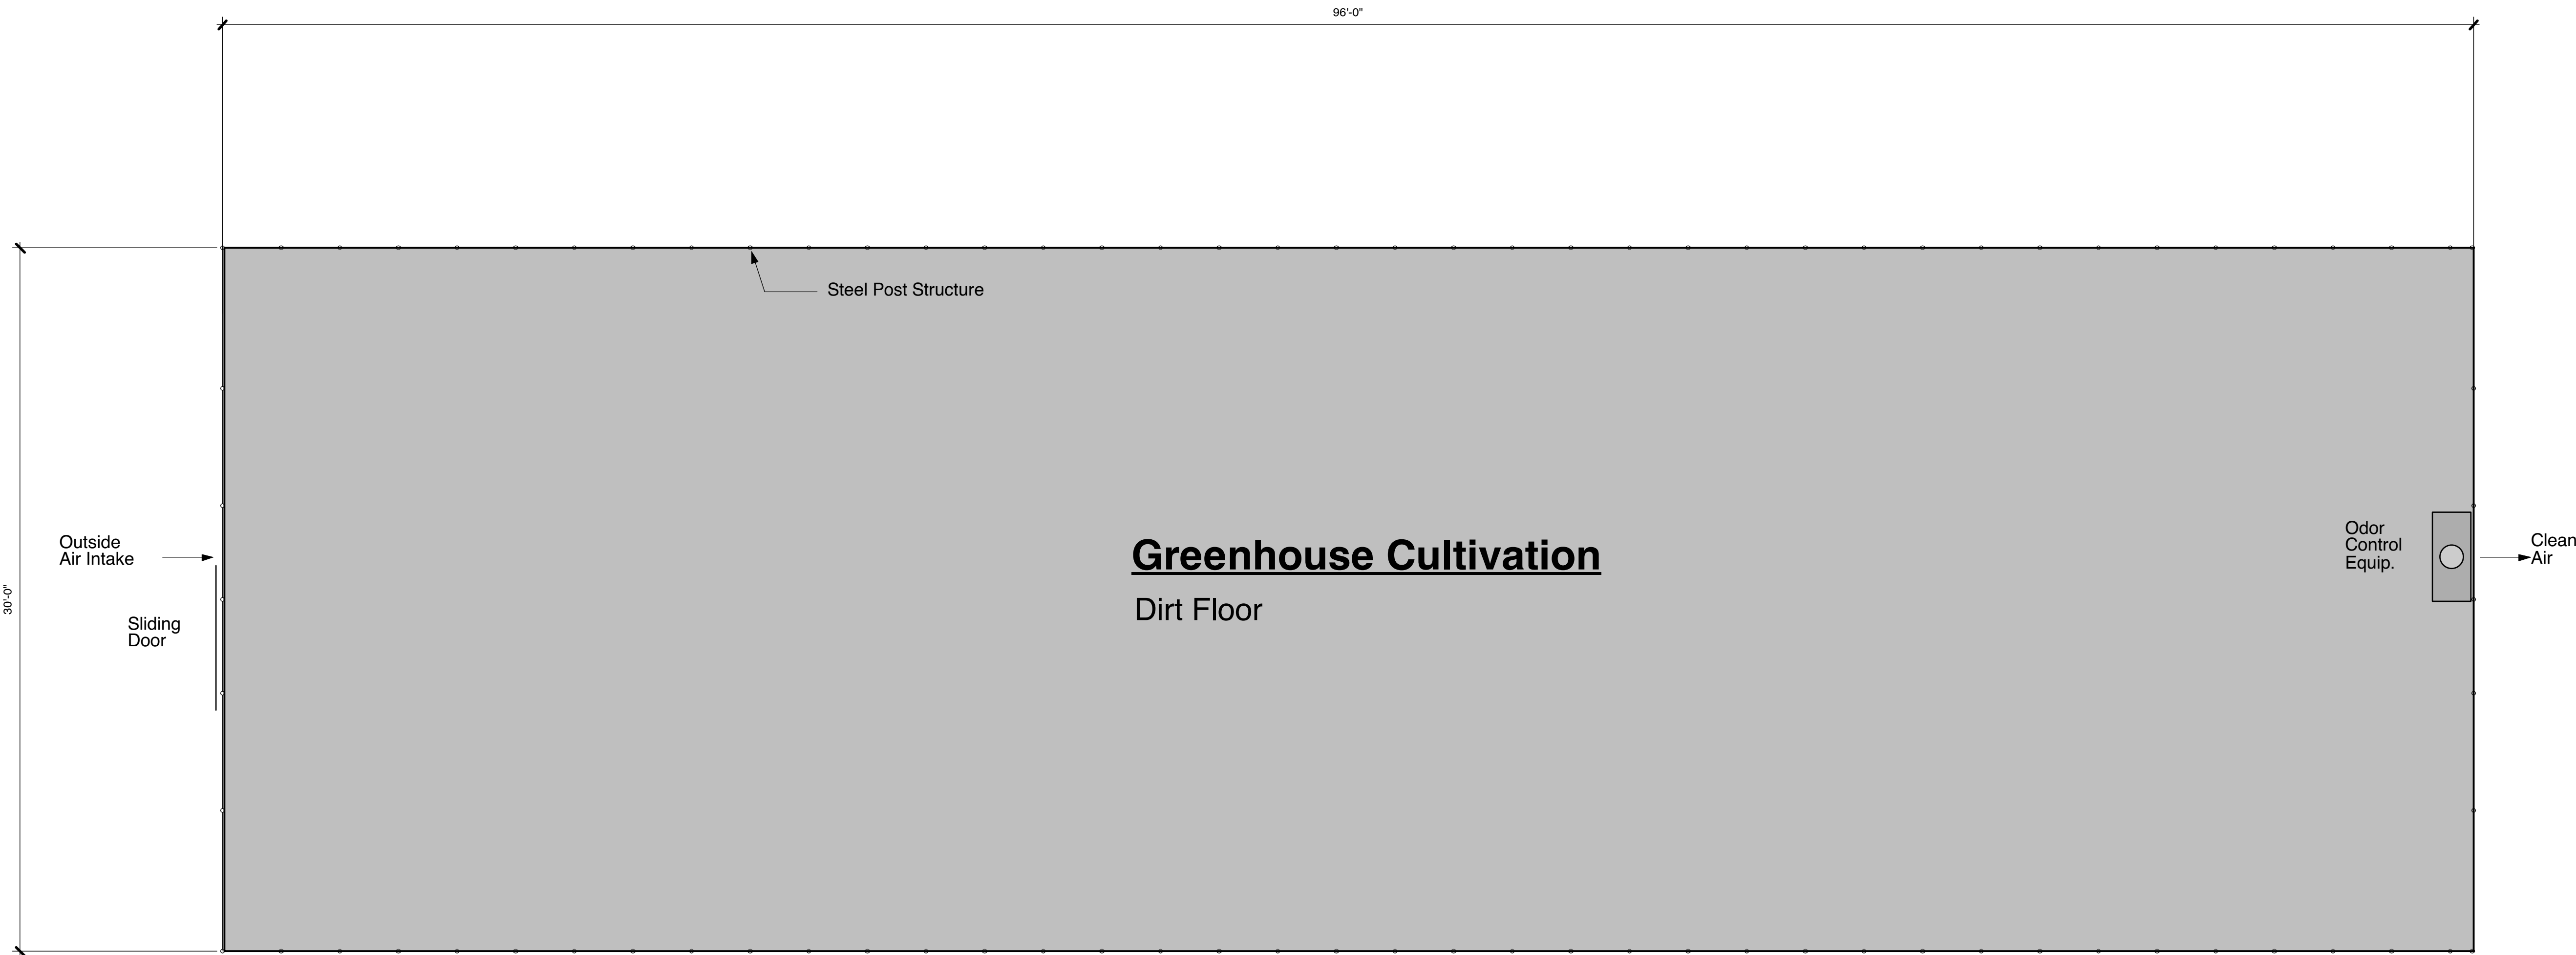 96'-0"
Steel Post Structure
Outside
Air Intake
30'-0"
Sliding
Door
Greenhouse Cultivation
Dirt Floor
Odor
Control
Equip.
Clean
Air